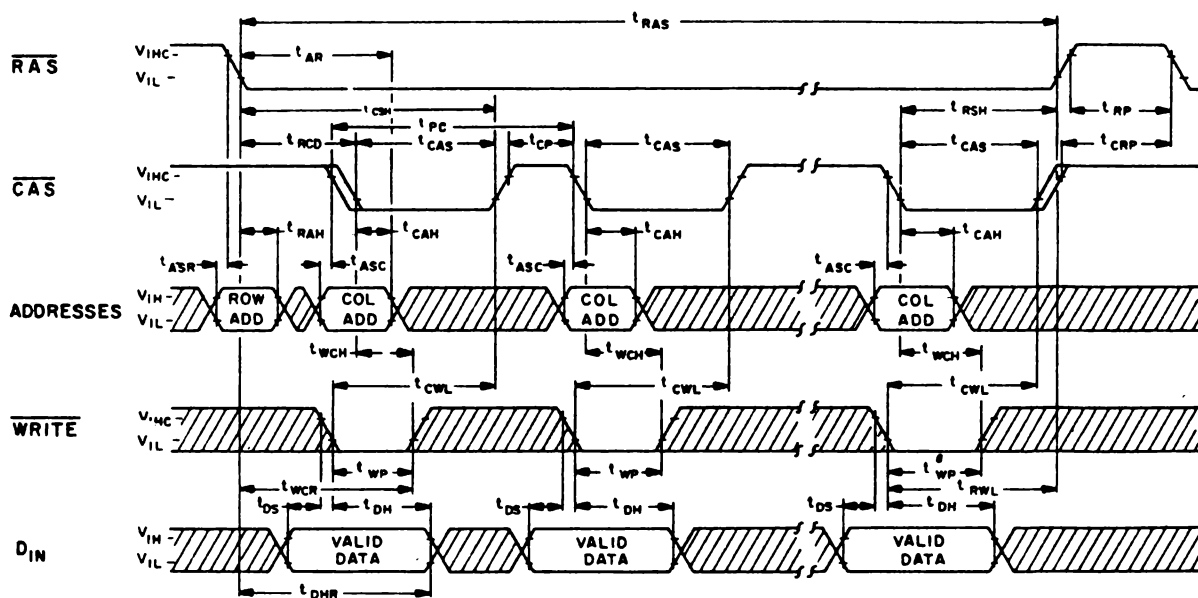 tRAS
RAS
VIHC
VIL
tAR
tCSH
tPC
tRSH
tRP
tRCD
tCAS
tCP
tCAS
tCAS
tCRP
CAS
VIHC
VIL
tRAH
tCAH
tCAH
tCAH
tASR
tASC
tASC
tASC
ADDRESSES
VIH
VIL
ROW ADD
COL ADD
COL ADD
COL ADD
tWCH
tWCH
tWCH
tCWL
tCWL
tCWL
WRITE
VIHC
VIL
tWP
tWP
tWP
tWCR
tRWL
tDS
tDH
tDS
tDH
tDS
tDH
DIN
VIH
VIL
VALID DATA
VALID DATA
VALID DATA
tDHR